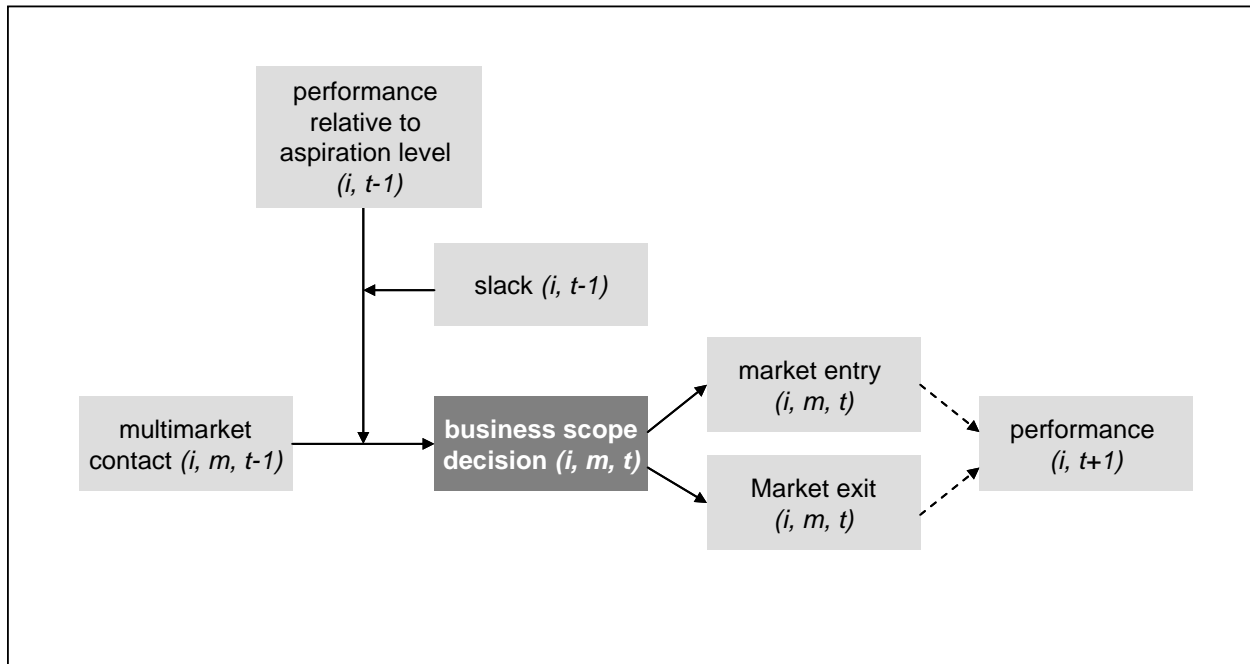 performance
relative to
aspiration level
(i, t-1)
slack (i, t-1)
multimarket
contact (i, m, t-1)
business scope
decision (i, m, t)
market entry
(i, m, t)
Market exit
(i, m, t)
performance
(i, t+1)